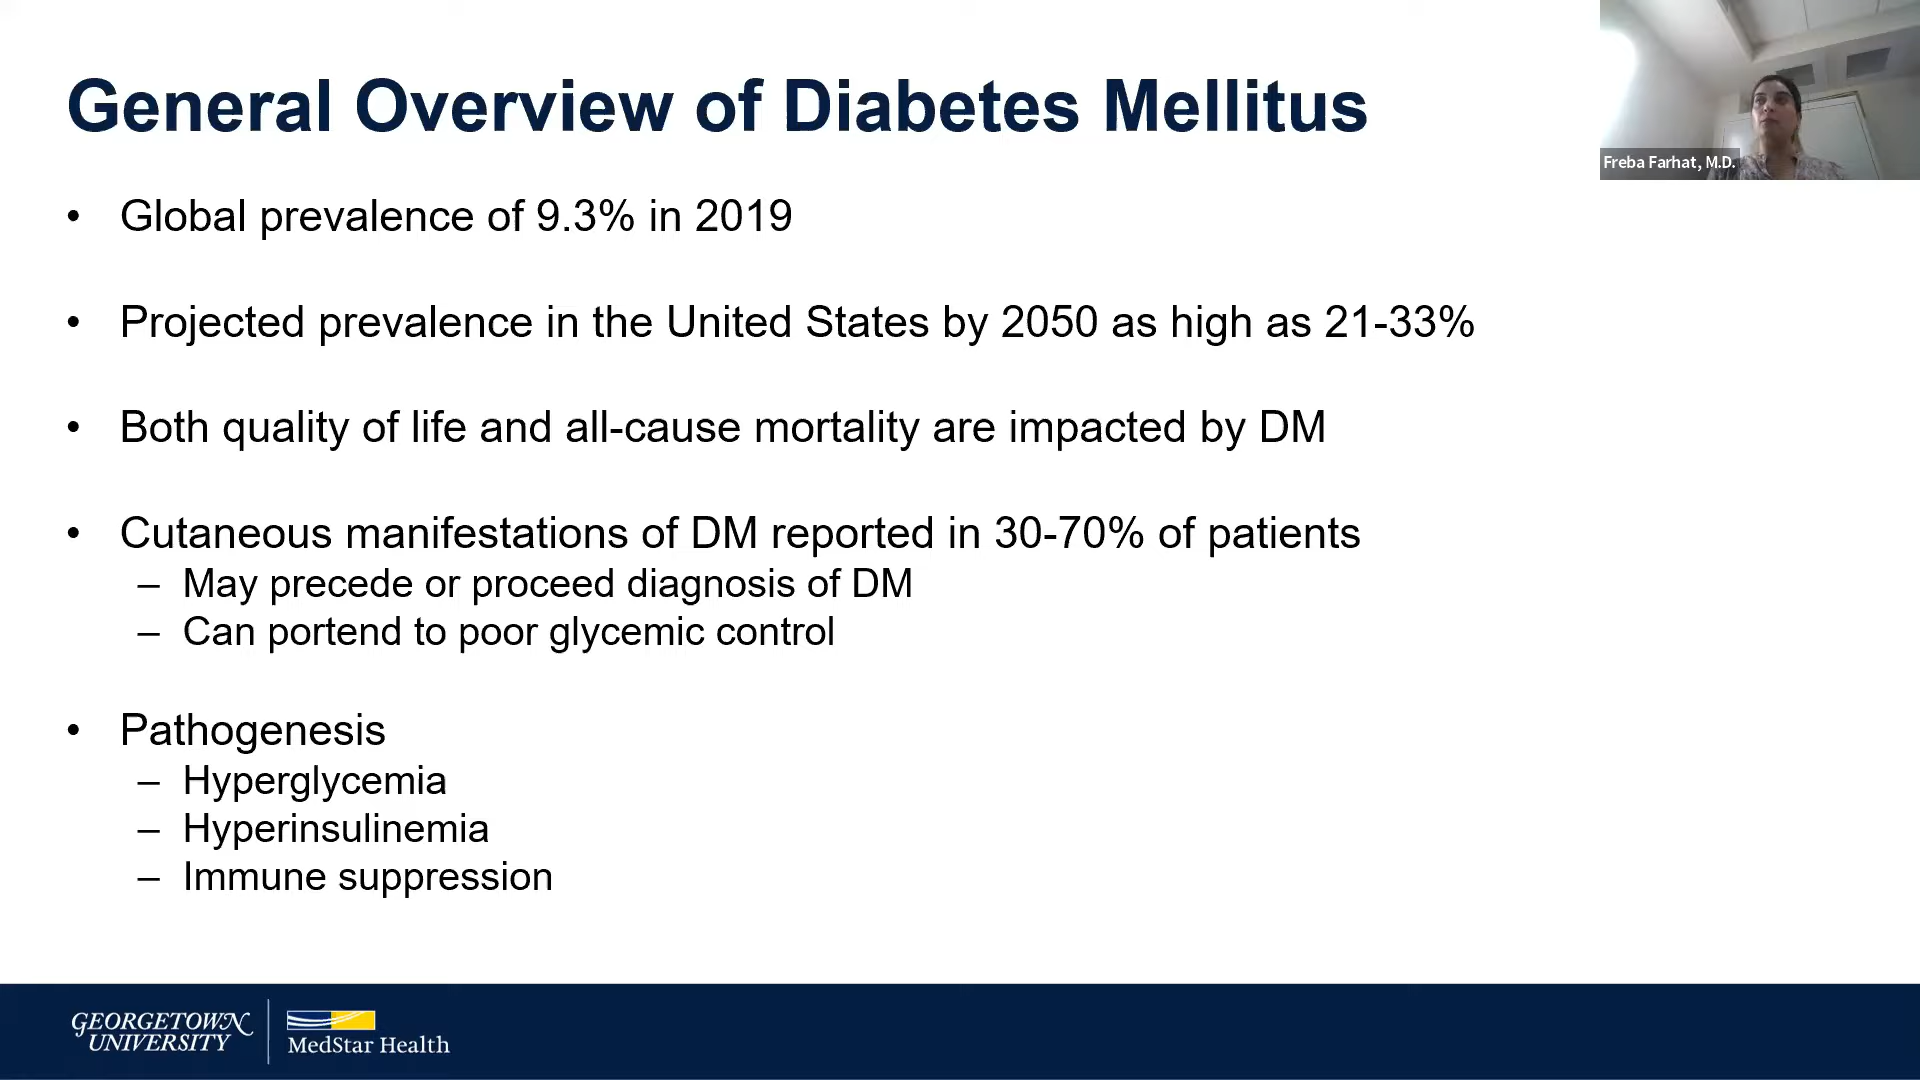 General Overview of Diabetes Mellitus
Freba Farhat, M.D.
• Global prevalence of 9.3% in 2019
• Projected prevalence in the United States by 2050 as high as 21-33%
• Both quality of life and all-cause mortality are impacted by DM
• Cutaneous manifestations of DM reported in 30-70% of patients
– May precede or proceed diagnosis of DM
– Can portend to poor glycemic control
• Pathogenesis
– Hyperglycemia
– Hyperinsulinemia
– Immune suppression
GEORGETOWN
UNIVERSITY
MedStar Health